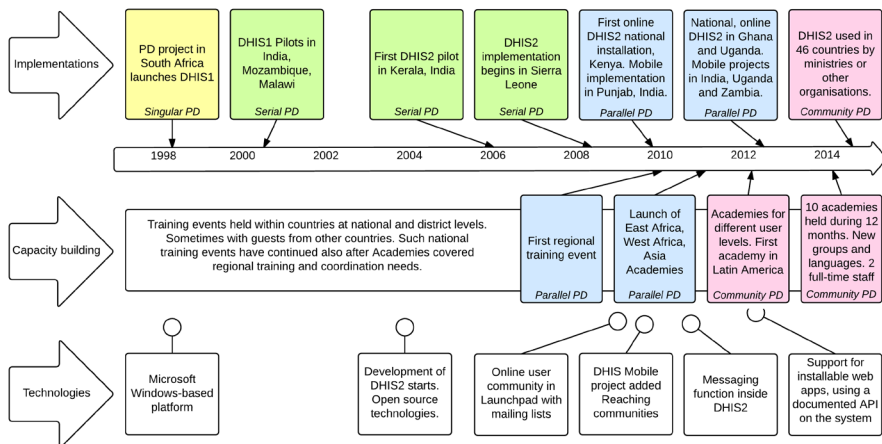 Implementations
PD project in
South Africa
launches DHIS1
Singular PD
DHIS1 Pilots in
India,
Mozambique,
Malawi
Serial PD
First DHIS2 pilot
in Kerala, India
Serial PD
DHIS2
implementation
begins in Sierra
Leone
Serial PD
First online
DHIS2 national
installation,
Kenya. Mobile
implementation
in Punjab, India.
Parallel PD
National, online
DHIS2 in Ghana
and Uganda.
Mobile projects
in India, Uganda
and Zambia.
Parallel PD
DHIS2 used in
46 countries by
ministries or
other
organisations.
Community PD
1998 2000 2002 2004 2006 2008 2010 2012 2014
Capacity building
Training events held within countries at national and district levels.
Sometimes with guests from other countries. Such national
training events have continued also after Academies covered
regional training and coordination needs.
First regional
training event
Parallel PD
Launch of
East Africa,
West Africa,
Asia
Academies
Parallel PD
Academies for
different user
levels. First
academy in
Latin America
Community PD
10 academies
held during 12
months. New
groups and
languages. 2
full-time staff
Community PD
Technologies
Microsoft
Windows-based
platform
Development of
DHIS2 starts.
Open source
technologies.
Online user
community in
Launchpad with
mailing lists
DHIS Mobile
project added
Reaching
communities
Messaging
function inside
DHIS2
Support for
installable web
apps, using a
documented API
on the system